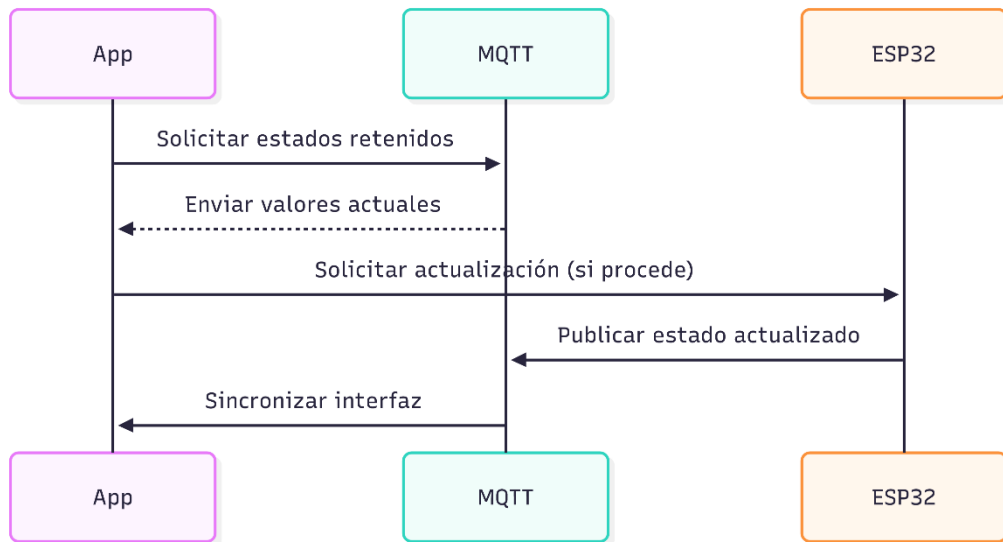 App
MQTT
ESP32
Solicitar estados retenidos
Enviar valores actuales
Solicitar actualización (si procede)
Publicar estado actualizado
Sincronizar interfaz
App
MQTT
ESP32